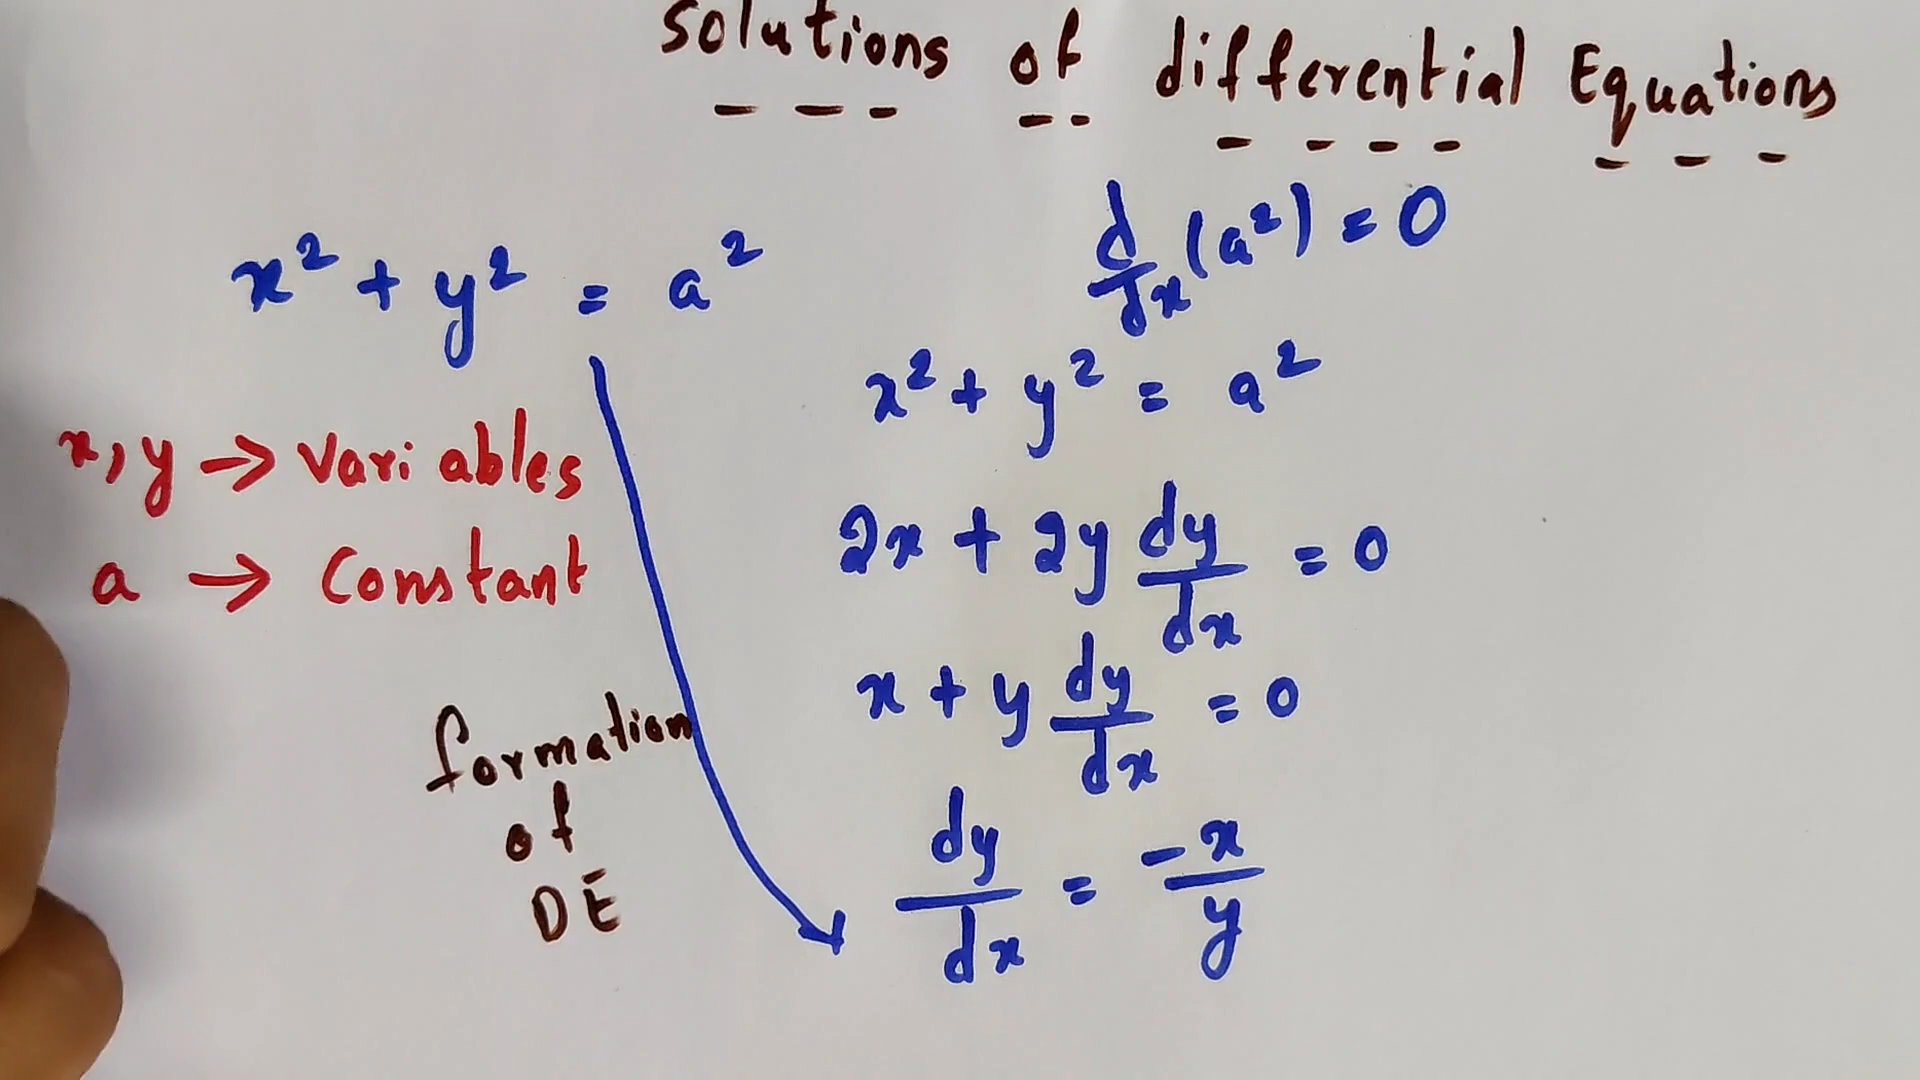 Solutions of differential Equations
x² + y² = a²
x, y → Variables
a → Constant
formation
of
DE
d/dx (a²) = 0
x² + y² = a²
2x + 2y dy/dx = 0
x + y dy/dx = 0
dy/dx = -x/y